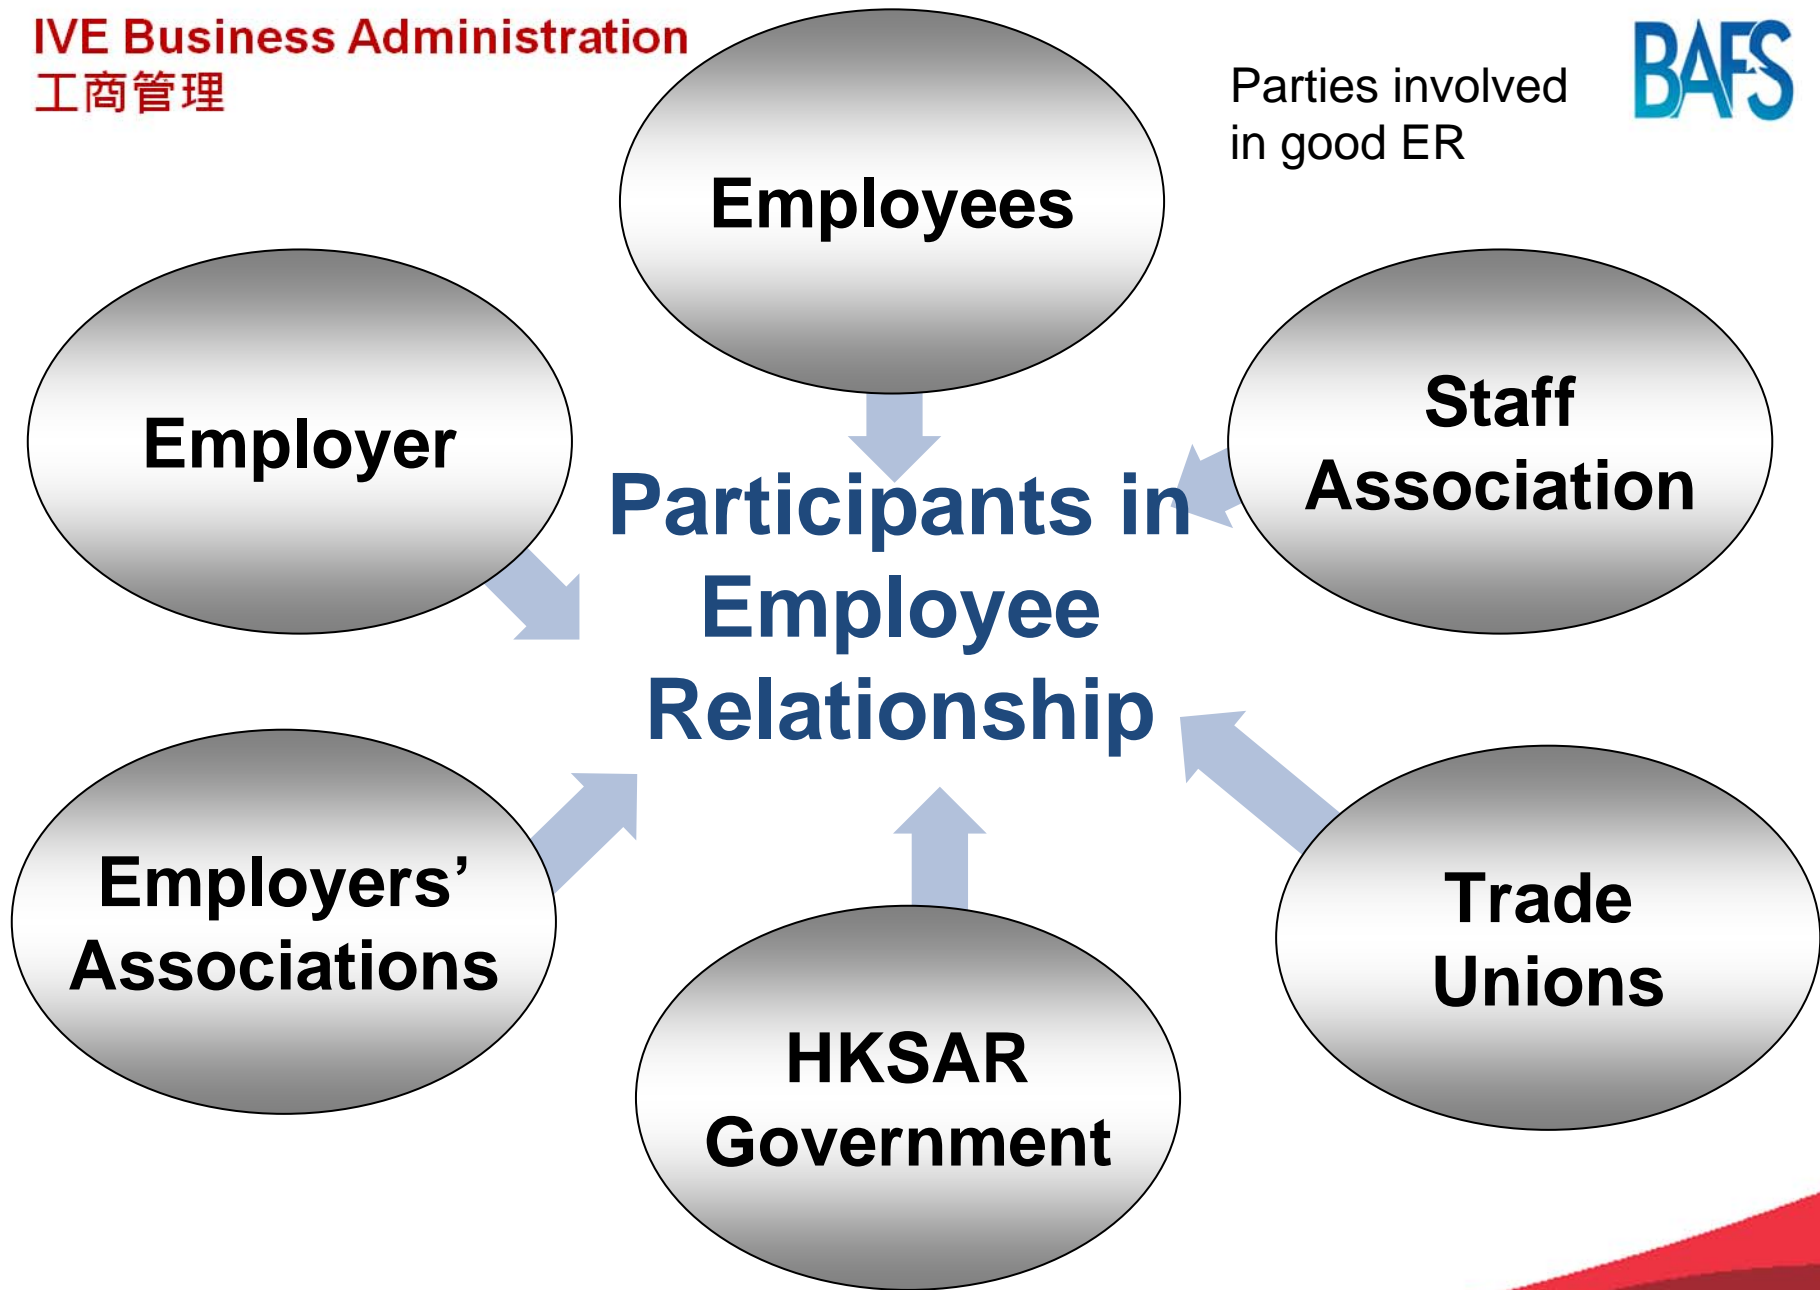 IVE Business Administration
工商管理
Parties involved
in good ER
BAFS
Employees
Employer
Staff
Association
Participants in
Employee
Relationship
Employers’
Associations
Trade
Unions
HKSAR
Government